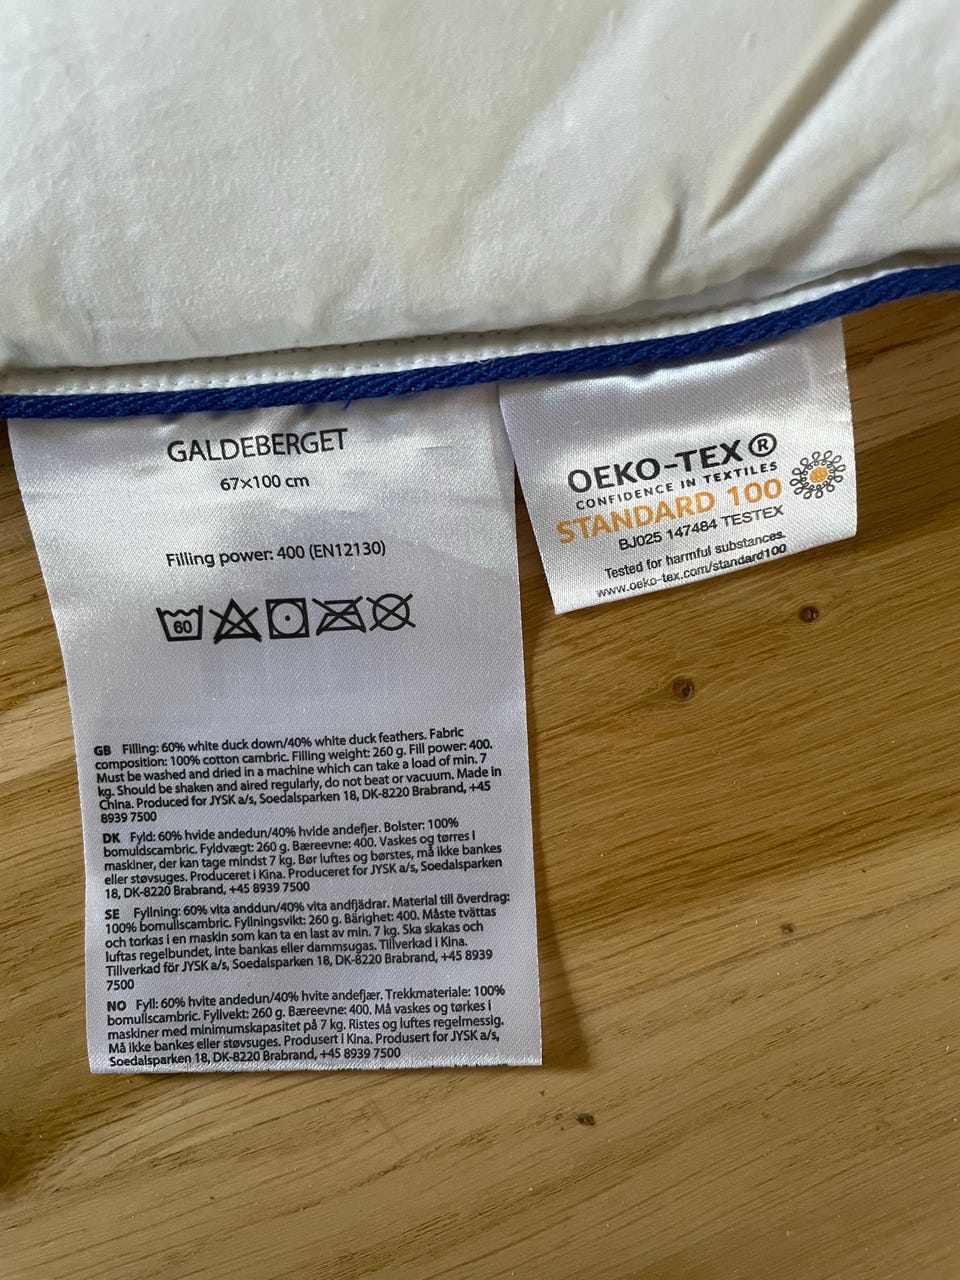 GALDEBERGET
67×100 cm
Filling power: 400 (EN12130)
60
GB Filling: 60% white duck down/40% white duck feathers. Fabric
composition: 100% cotton cambric. Filling weight: 260 g. Fill power: 400.
Must be washed and dried in a machine which can take a load of min. 7
kg. Should be shaken and aired regularly, do not beat or vacuum. Made in
China. Produced for JYSK a/s, Soedalsparken 18, DK-8220 Brabrand, +45
8939 7500
DK Fyld: 60% hvide andedun/40% hvide andefjer. Bolster: 100%
bomuldscambric. Fyldvægt: 260 g. Bæreevne: 400. Vaskes og tørres i
maskiner, der kan tage mindst 7 kg. Bør luftes og børstes, må ikke bankes
eller støvsuges. Produceret i Kina. Produceret for JYSK a/s, Soedalsparken
18, DK-8220 Brabrand, +45 8939 7500
SE Fyllning: 60% vita anddun/40% vita andfjädrar. Material till överdrag:
100% bomullscambric. Fyllningsvikt: 260 g. Bärighet: 400. Måste tvättas
och torkas i en maskin som kan ta en last av min. 7 kg. Ska skakas och
luftas regelbundet, inte bankas eller dammsugas. Tillverkad i Kina.
Tillverkad för JYSK a/s, Soedalsparken 18, DK-8220 Brabrand, +45 8939
7500
NO Fyll: 60% hvite andedun/40% hvite andefjær. Trekkmateriale: 100%
bomullscambric. Fyllvekt: 260 g. Bæreevne: 400. Må vaskes og tørkes i
maskiner med minimumskapasitet på 7 kg. Ristes og luftes regelmessig.
Må ikke bankes eller støvsuges. Produsert i Kina. Produsert for JYSK a/s,
Soedalsparken 18, DK-8220 Brabrand, +45 8939 7500
OEKO-TEX®
CONFIDENCE IN TEXTILES
STANDARD 100
BJ025 147484 TESTEX
Tested for harmful substances.
www.oeko-tex.com/standard100